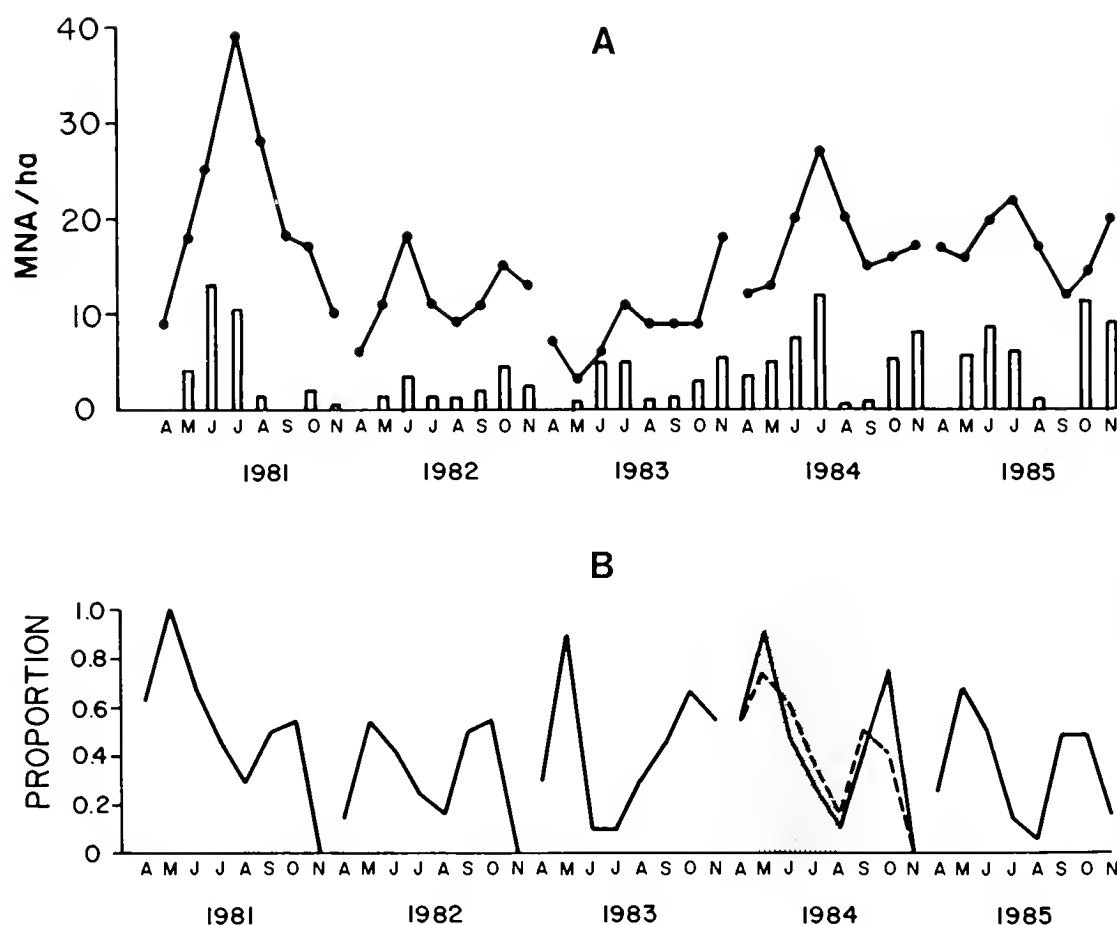 A
40
30
20
10
0
MNA/ha
A M J J A S O N A M J J A S O N A M J J A S O N A M J J A S O N A M J J A S O N
1981 1982 1983 1984 1985
B
1.0
0.8
0.6
0.4
0.2
0
PROPORTION
A M J J A S O N A M J J A S O N A M J J A S O N A M J J A S O N A M J J A S O N
1981 1982 1983 1984 1985